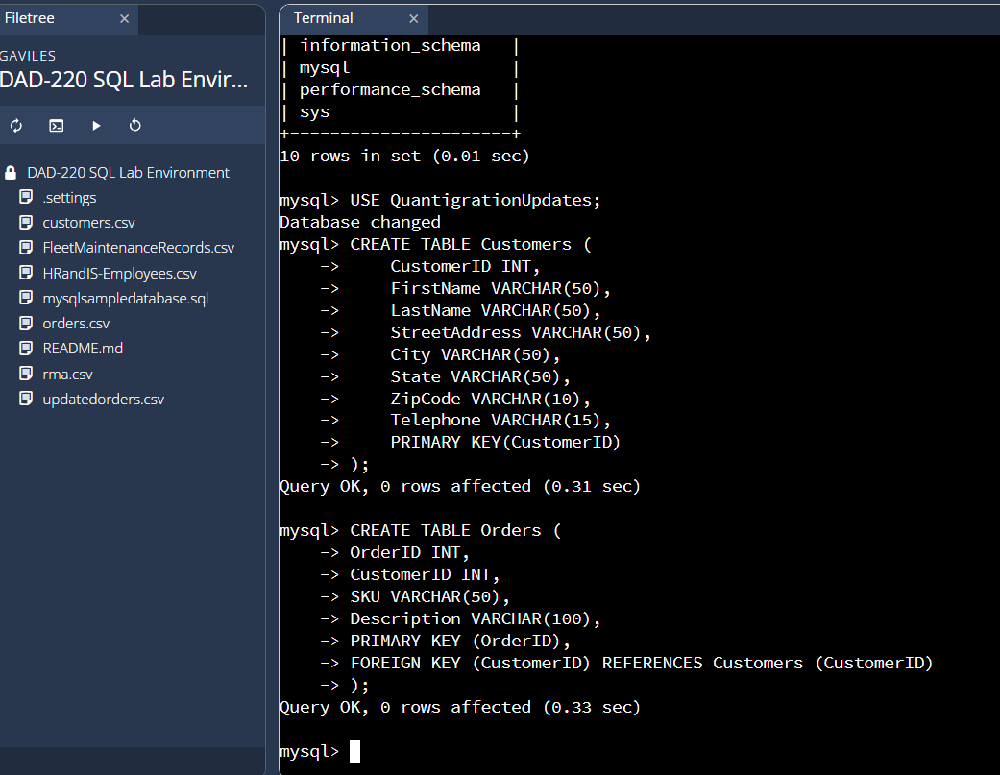 Filetree ×
GAVILES
DAD-220 SQL Lab Envir...
DAD-220 SQL Lab Environment
.settings
customers.csv
FleetMaintenanceRecords.csv
HRandIS-Employees.csv
mysqlsampledatabase.sql
orders.csv
README.md
rma.csv
updatedorders.csv
Terminal ×
| information_schema   |
| mysql                |
| performance_schema   |
| sys                  |
+----------------------+
10 rows in set (0.01 sec)
mysql> USE QuantigrationUpdates;
Database changed
mysql> CREATE TABLE Customers (
    ->     CustomerID INT,
    ->     FirstName VARCHAR(50),
    ->     LastName VARCHAR(50),
    ->     StreetAddress VARCHAR(50),
    ->     City VARCHAR(50),
    ->     State VARCHAR(50),
    ->     ZipCode VARCHAR(10),
    ->     Telephone VARCHAR(15),
    ->     PRIMARY KEY(CustomerID)
    -> );
Query OK, 0 rows affected (0.31 sec)
mysql> CREATE TABLE Orders (
    -> OrderID INT,
    -> CustomerID INT,
    -> SKU VARCHAR(50),
    -> Description VARCHAR(100),
    -> PRIMARY KEY (OrderID),
    -> FOREIGN KEY (CustomerID) REFERENCES Customers (CustomerID)
    -> );
Query OK, 0 rows affected (0.33 sec)
mysql>